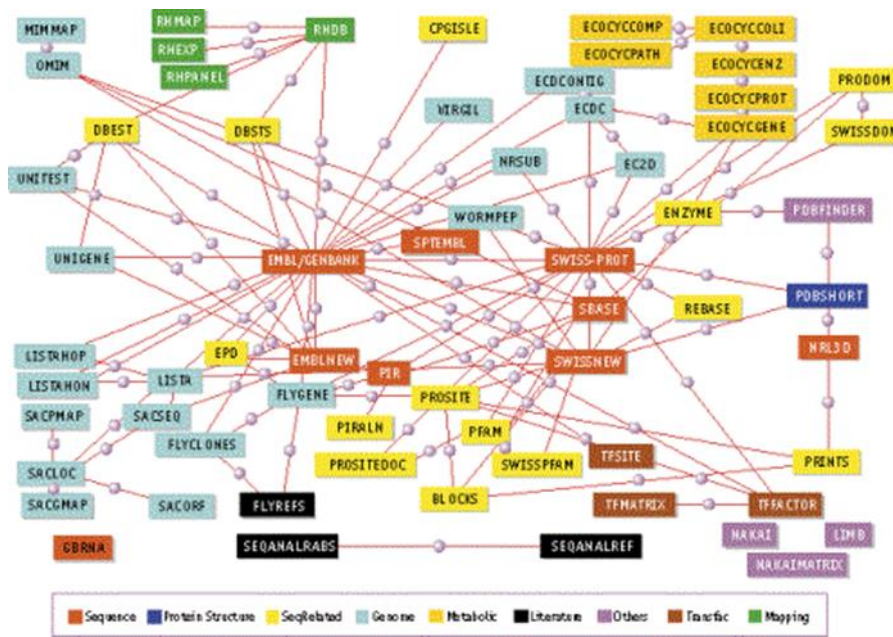 MIMMAP
OMIM
RHMAP
RHEXP
RHPANEL
RHDB
CPGISLE
ECOCYCCOMP
ECOCYCPATH
ECOCYCCOLI
ECOCYCENZ
ECOCYCPROT
ECOCYCGENE
PRODOM
SWISSDOM
ECDCONTIG
ECDC
VIRGIL
DBEST
DBSTS
NRSUB
EC2D
UNITEST
WORMPEP
ENZYME
PDBFINDER
SPTEMBL
UNIGENE
EMBL/GENBANK
SWISS-PROT
PDBSHORT
SBASE
REBASE
LISTAHOP
EPD
EMBLNEW
SWISSNEW
NRL3D
LISTAHON
LISTA
PIR
FLYGENE
PROSITE
SACPMAP
SACSEQ
PIRALN
PFAM
FLYCLONES
PROSITEDOC
SWISSPFAM
TFSITE
PRINTS
SACLOC
SACGMAP
SACORF
FLYREFS
BLOCKS
TFMATRIX
TFFACTOR
GBRNA
SEQANALRABS
SEQANALREF
NAKAI
LIMB
NAKAIMATRIX
Sequence Protein Structure SeqRelated Genome Metabolic Literature Others Transfac Mapping